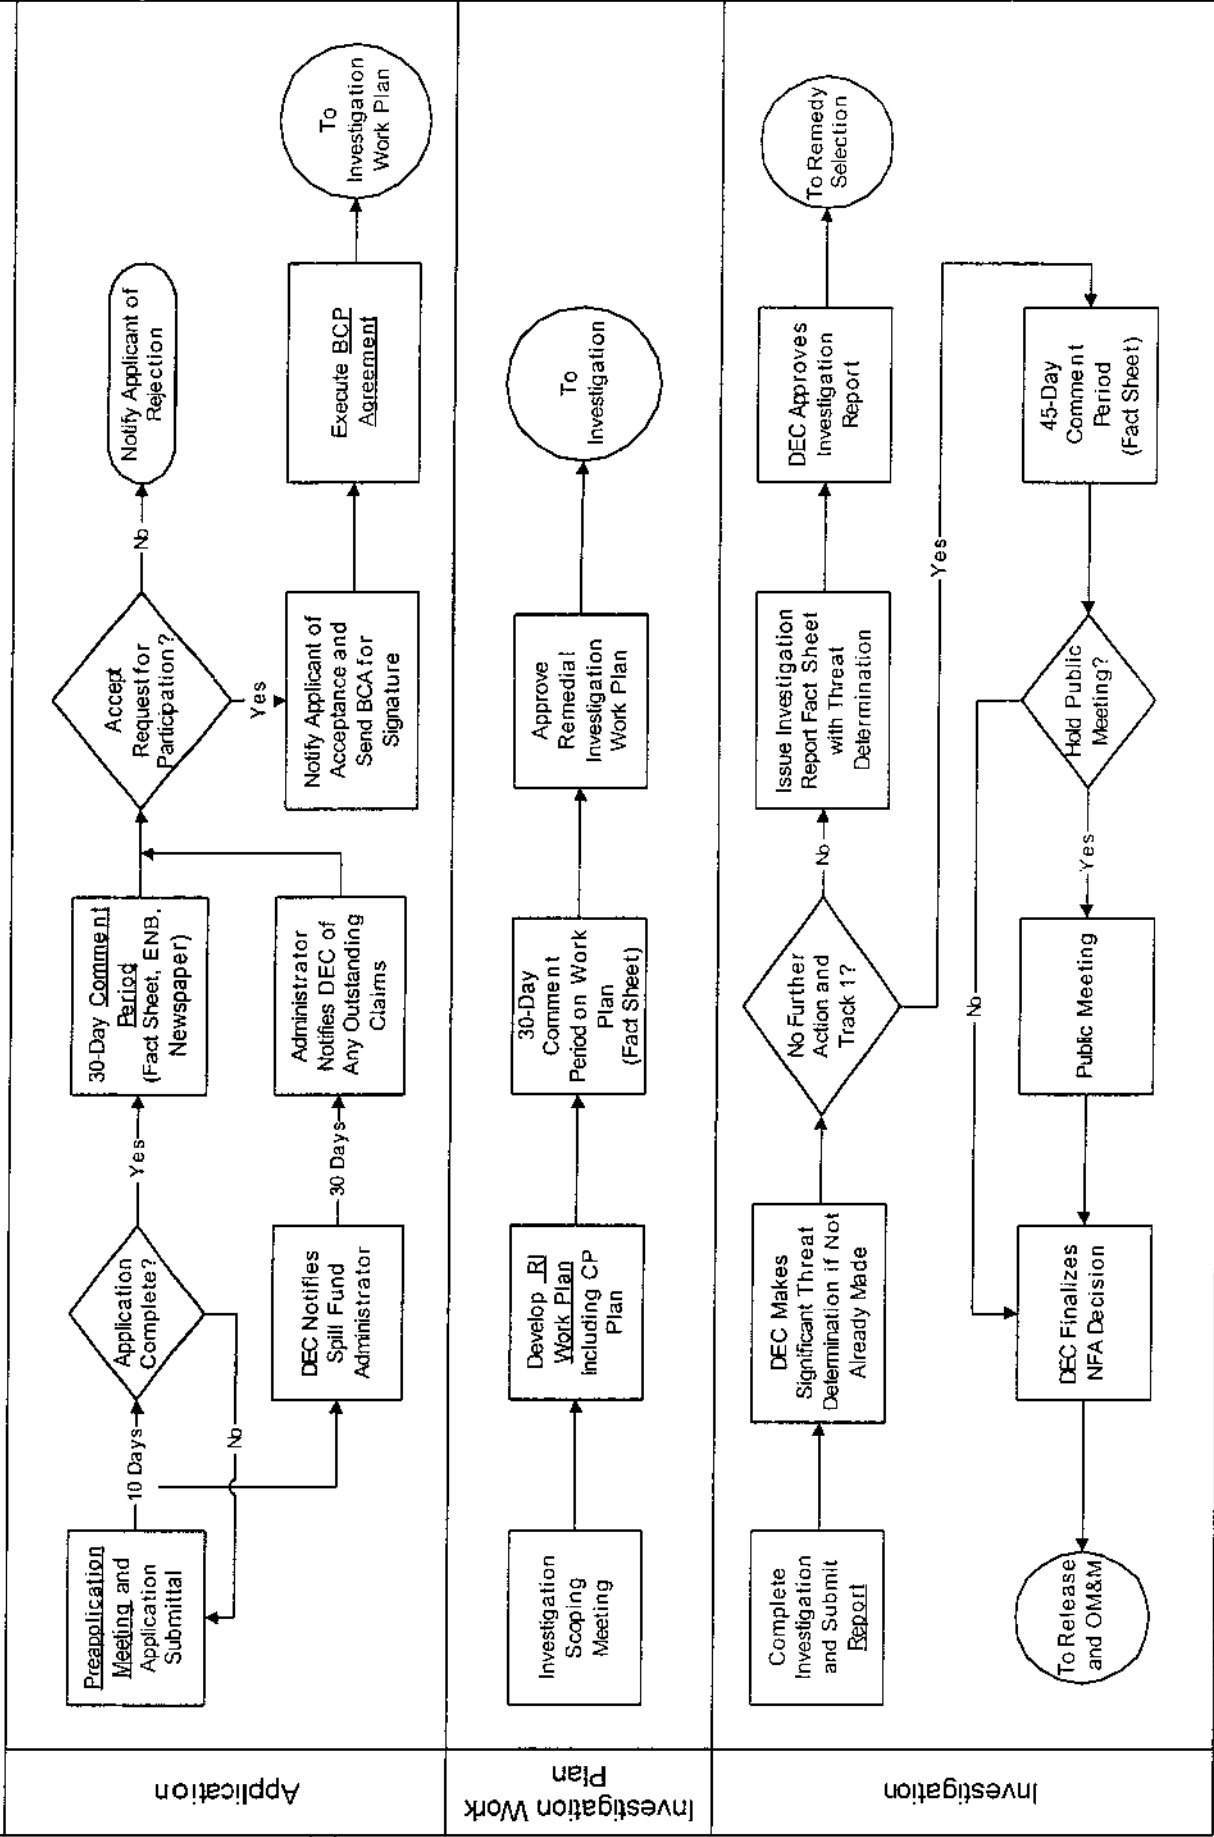 Application
Preapplication
Meeting and
Application
Submittal
10 Days
Application
Complete?
Yes
No
30-Day Comment
Period
(Fact Sheet, ENB,
Newspaper)
Accept
Request for
Participation?
No
Notify Applicant of
Rejection
Yes
DEC Notifies
Spill Fund
Administrator
30 Days
Administrator
Notifies DEC of
Any Outstanding
Claims
Notify Applicant of
Acceptance and
Send BCA for
Signature
Execute BCP
Agreement
To
Investigation
Work Plan
Investigation Work
Plan
Investigation
Scoping
Meeting
Develop RI
Work Plan
Including CP
Plan
30-Day
Comment
Period on Work
Plan
(Fact Sheet)
Approve
Remedial
Investigation
Work Plan
To
Investigation
Investigation
Complete
Investigation
and Submit
Report
DEC Makes
Significant Threat
Determination if Not
Already Made
No Further
Action and
Track 1?
No
Issue Investigation
Report Fact Sheet
with Threat
Determination
DEC Approves
Investigation
Report
To Remedy
Selection
Yes
45-Day
Comment
Period
(Fact Sheet)
Hold Public
Meeting?
No
Yes
Public Meeting
DEC Finalizes
NFA Decision
To Release
and OM&M